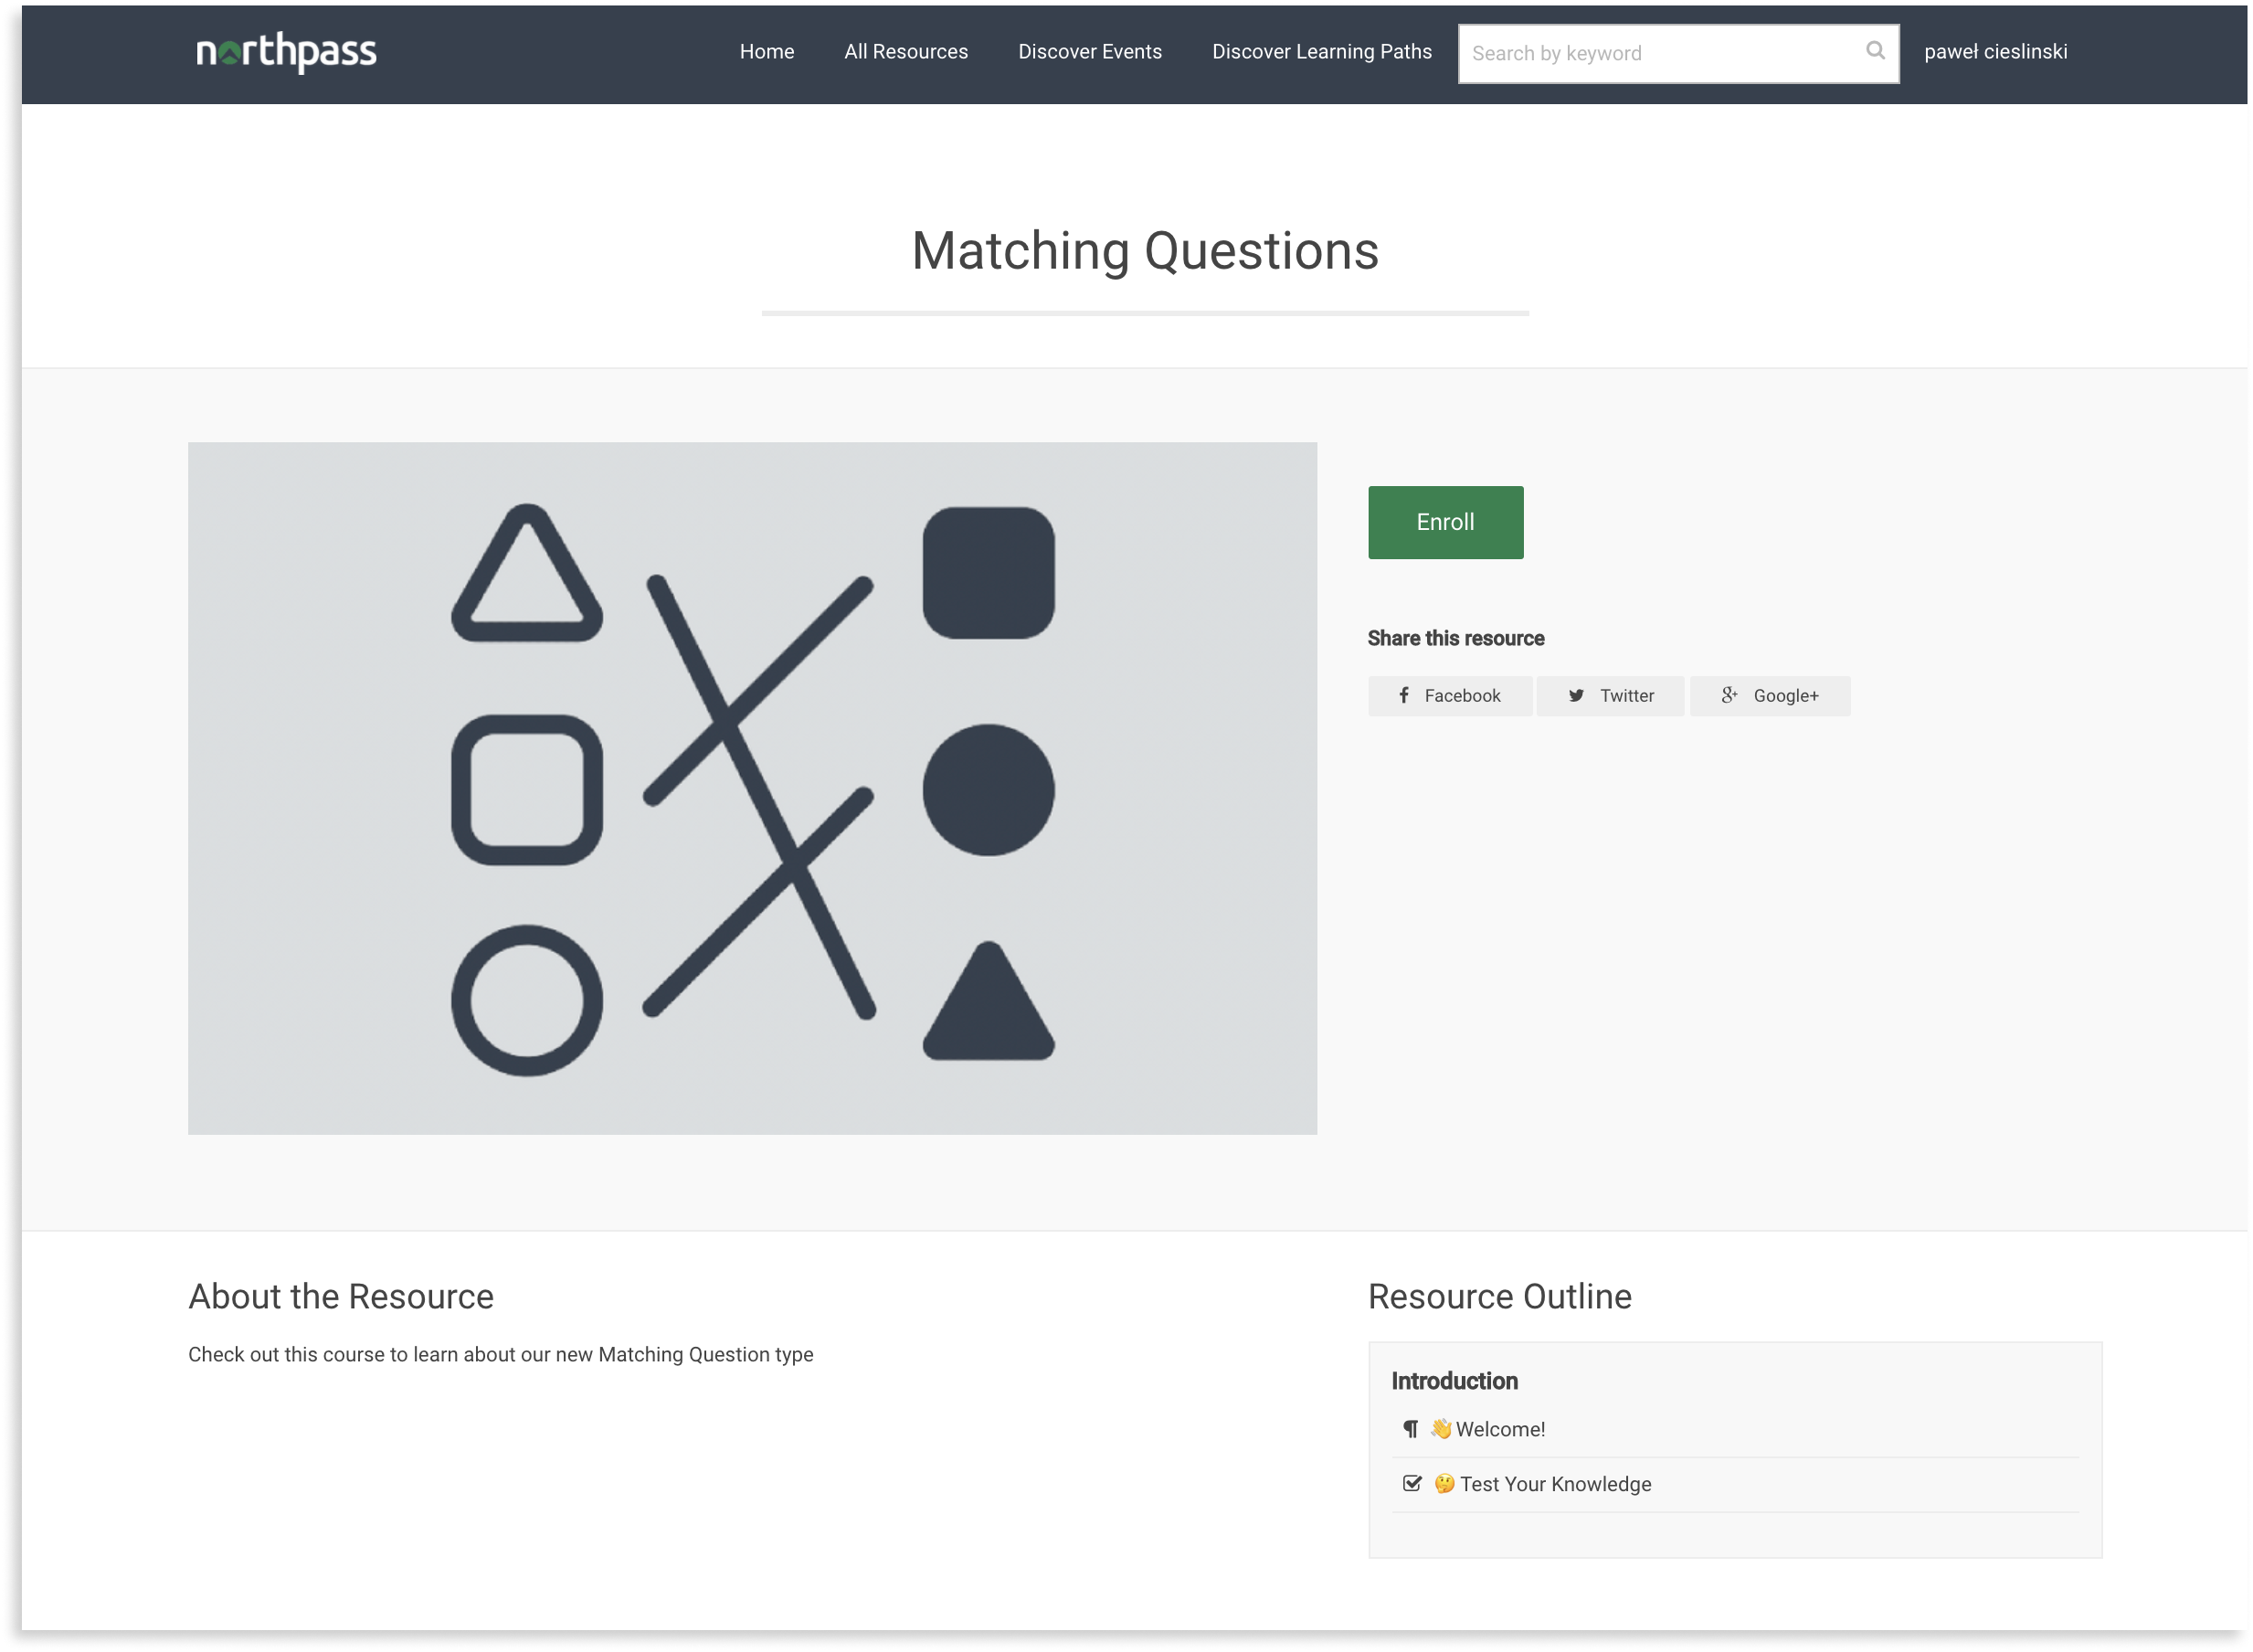 northpass
Home All Resources Discover Events Discover Learning Paths Search by keyword paweł cieslinski
Matching Questions
Enroll
Share this resource
Facebook Twitter Google+
About the Resource
Check out this course to learn about our new Matching Question type
Resource Outline
Introduction
👋 Welcome!
🤔 Test Your Knowledge